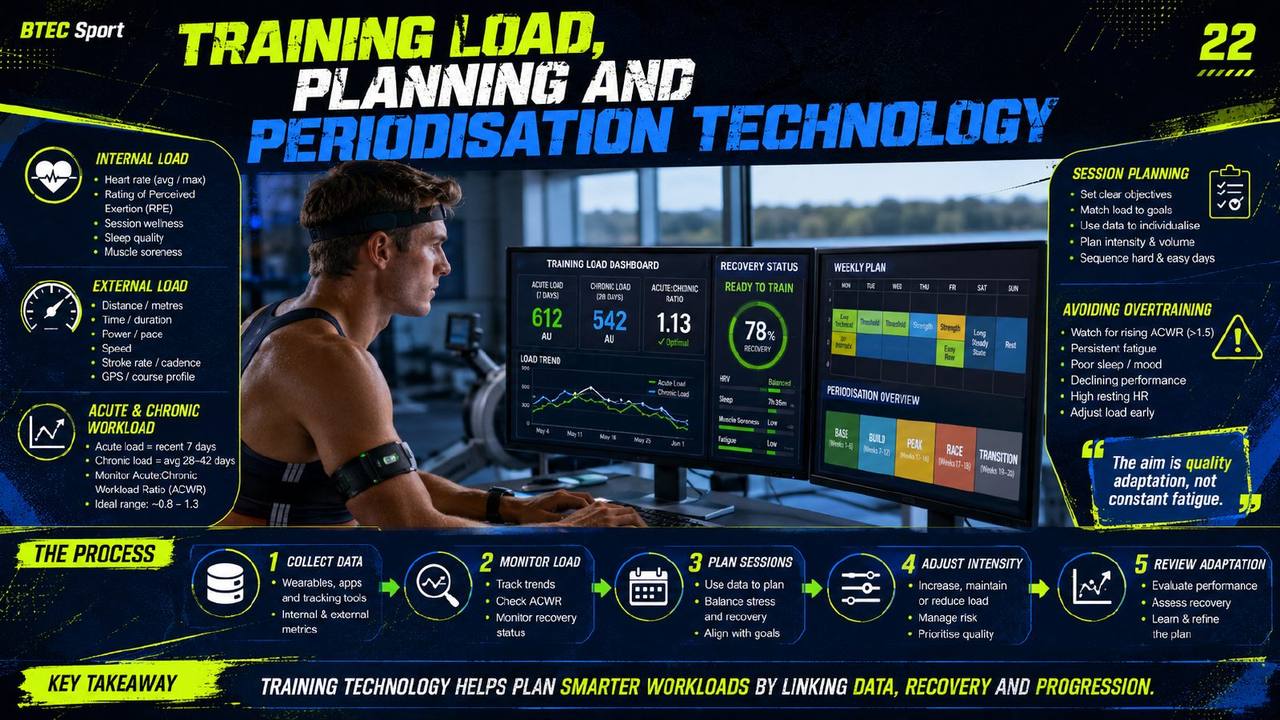 BTEC Sport
TRAINING LOAD,
PLANNING AND
PERIODISATION TECHNOLOGY
22
INTERNAL LOAD
• Heart rate (avg / max)
• Rating of Perceived
Exertion (RPE)
• Session wellness
• Sleep quality
• Muscle soreness
EXTERNAL LOAD
• Distance / metres
• Time / duration
• Power / pace
• Speed
• Stroke rate / cadence
• GPS / course profile
ACUTE & CHRONIC
WORKLOAD
• Acute load = recent 7 days
• Chronic load = avg 28–42 days
• Monitor Acute:Chronic
Workload Ratio (ACWR)
• Ideal range: ~0.8 – 1.3
TRAINING LOAD DASHBOARD
ACUTE LOAD
(7 DAYS)
612
AU
CHRONIC LOAD
(28 DAYS)
542
AU
ACUTE:CHRONIC
RATIO
1.13
✓ Optimal
LOAD TREND
Acute Load
Chronic Load
300
0
May 4
May 11
May 18
May 25
Jun 1
RECOVERY STATUS
READY TO TRAIN
78%
RECOVERY
HRV
Balanced
Sleep
7h 35m
Muscle Soreness
Low
Fatigue
Low
WEEKLY PLAN
MON TUE WED THU FRI SAT SUN
Threshold
Threshold
Strength
Strength
Easy
Row
Long
Steady
State
Rest
PERIODISATION OVERVIEW
BASE
BUILD
(Weeks 7-12)
PEAK
RACE
(Weeks 17-18)
TRANSITION
(Weeks 19-20)
SESSION PLANNING
• Set clear objectives
• Match load to goals
• Use data to individualise
• Plan intensity & volume
• Sequence hard & easy days
AVOIDING OVERTRAINING
• Watch for rising ACWR (>1.5)
• Persistent fatigue
• Poor sleep / mood
• Declining performance
• High resting HR
• Adjust load early
“The aim is quality
adaptation, not
constant fatigue.”
THE PROCESS
1 COLLECT DATA
• Wearables, apps
and tracking tools
• Internal & external
metrics
2 MONITOR LOAD
• Track trends
• Check ACWR
• Monitor recovery
status
3 PLAN SESSIONS
• Use data to plan
• Balance stress
and recovery
• Align with goals
4 ADJUST INTENSITY
• Increase, maintain
or reduce load
• Manage risk
• Prioritise quality
5 REVIEW ADAPTATION
• Evaluate performance
• Assess recovery
• Learn & refine
the plan
KEY TAKEAWAY
TRAINING TECHNOLOGY HELPS PLAN SMARTER WORKLOADS BY LINKING DATA, RECOVERY AND PROGRESSION.